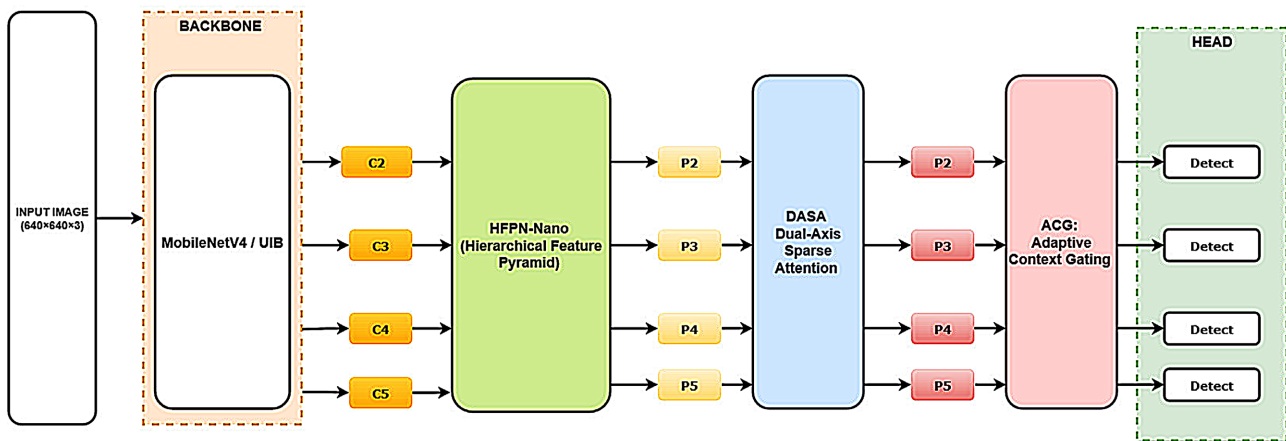 INPUT IMAGE
(640×640×3)
BACKBONE
MobileNetV4 / UIB
C2
C3
C4
C5
HFPN-Nano
(Hierarchical Feature
Pyramid)
P2
P3
P4
P5
DASA
Dual-Axis
Sparse
Attention
P2
P3
P4
P5
ACG:
Adaptive
Context Gating
HEAD
Detect
Detect
Detect
Detect